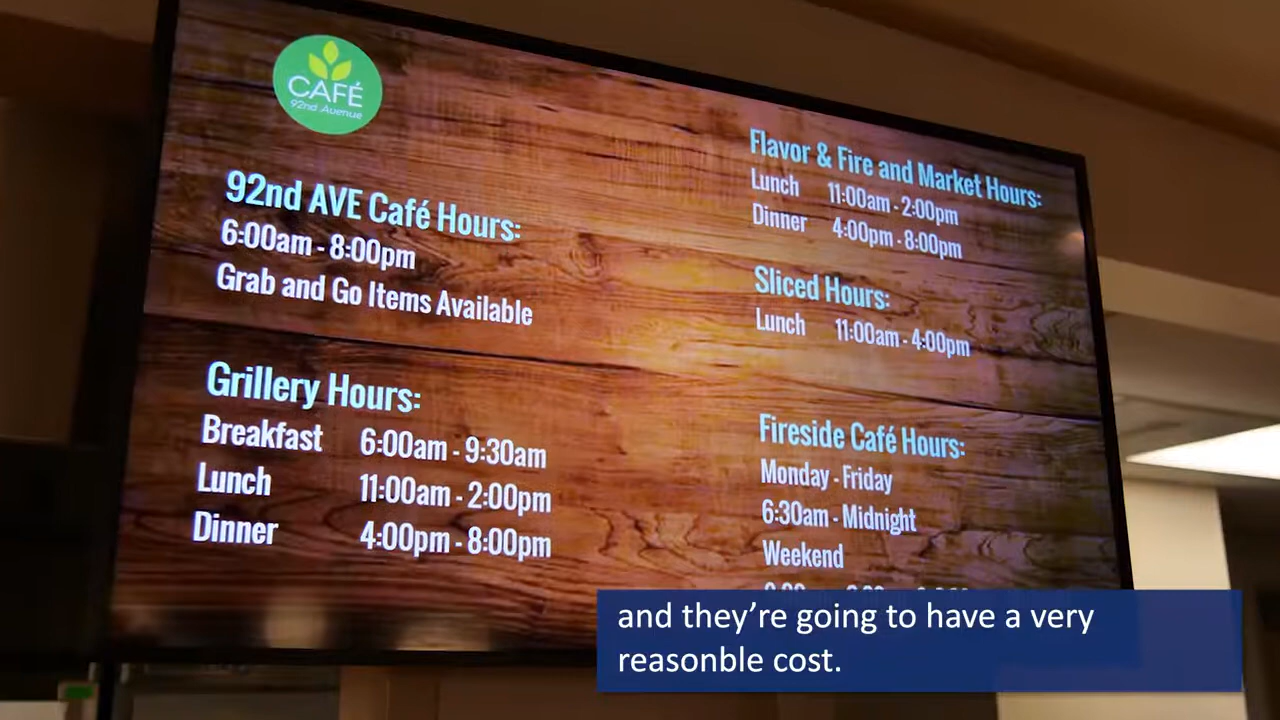 CAFÉ
92nd Avenue
92nd AVE Café Hours:
6:00am - 8:00pm
Grab and Go Items Available
Grillery Hours:
Breakfast 6:00am - 9:30am
Lunch 11:00am - 2:00pm
Dinner 4:00pm - 8:00pm
Flavor & Fire and Market Hours:
Lunch 11:00am - 2:00pm
Dinner 4:00pm - 8:00pm
Sliced Hours:
Lunch 11:00am - 4:00pm
Fireside Café Hours:
Monday - Friday
6:30am - Midnight
Weekend
and they’re going to have a very
reasonble cost.